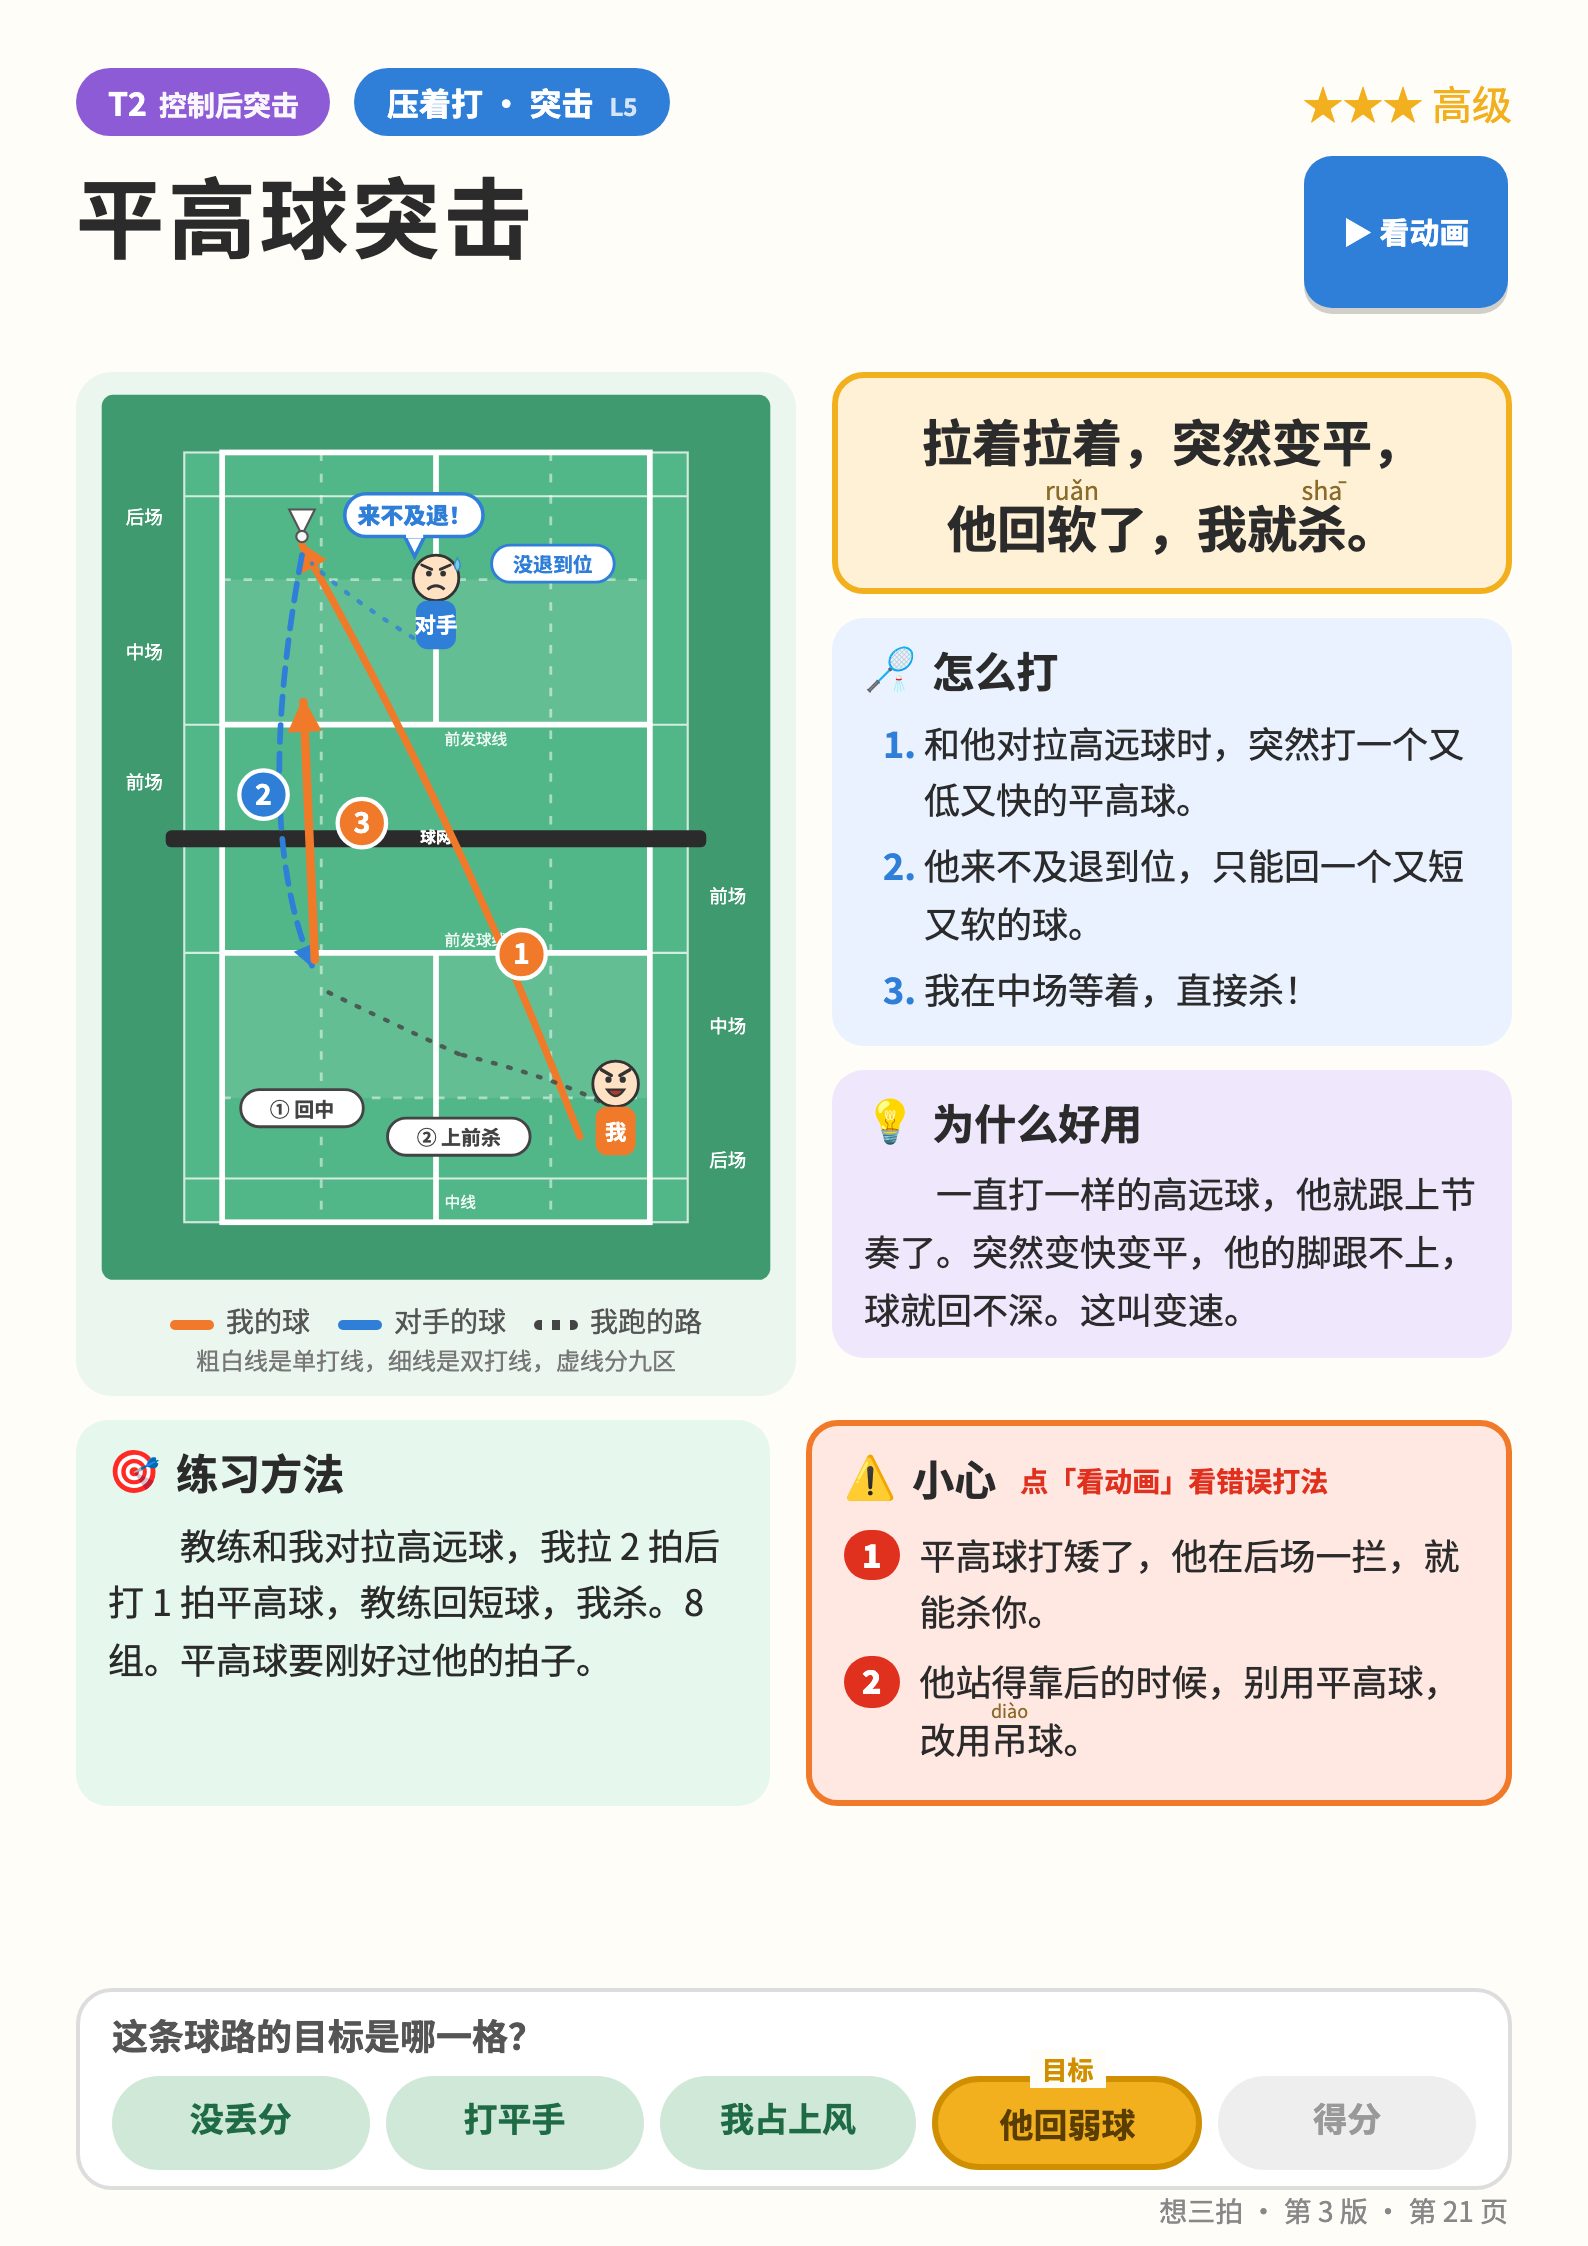 T2 控制后突击
压着打 · 突击 L5
★★★ 高级
平高球突击
▶ 看动画
后场
来不及退！
没退到位
对手
中场
前发球线
前场
2
3
球网
前场
前发球线
1
中场
① 回中
② 上前杀
我
后场
中线
我的球 对手的球 我跑的路
粗白线是单打线，细线是双打线，虚线分九区
拉着拉着，突然变平，
ruǎn shā
他回软了，我就杀。
怎么打
1. 和他对拉高远球时，突然打一个又
低又快的平高球。
2. 他来不及退到位，只能回一个又短
又软的球。
3. 我在中场等着，直接杀！
为什么好用
一直打一样的高远球，他就跟上节
奏了。突然变快变平，他的脚跟不上，
球就回不深。这叫变速。
练习方法
教练和我对拉高远球，我拉 2 拍后
打 1 拍平高球，教练回短球，我杀。8
组。平高球要刚好过他的拍子。
小心 点「看动画」看错误打法
1 平高球打矮了，他在后场一拦，就
能杀你。
2 他站得靠后的时候，别用平高球，
diào
改用吊球。
这条球路的目标是哪一格？
目标
没丢分 打平手 我占上风 他回弱球 得分
想三拍 · 第 3 版 · 第 21 页